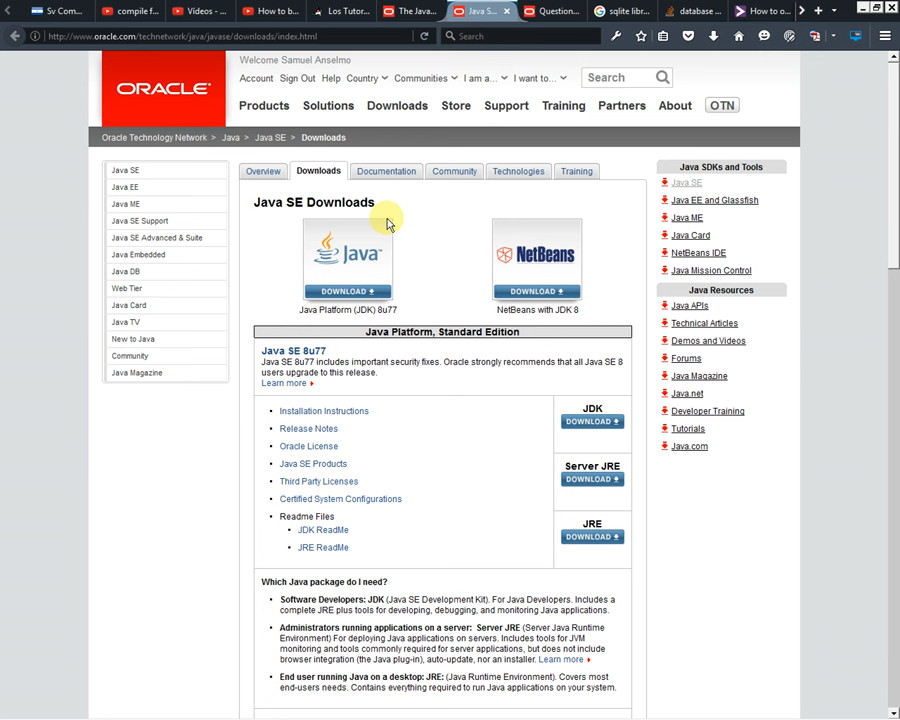 Sv Com...
compile f...
Videos - ...
How to b...
Los Tutor...
The Java...
Java S...
Question...
sqlite libr...
database ...
How to o...
http://www.oracle.com/technetwork/java/javase/downloads/index.html
Search
ORACLE
Welcome Samuel Anselmo
Account Sign Out Help Country Communities I am a... I want to...
Search
Products Solutions Downloads Store Support Training Partners About OTN
Oracle Technology Network > Java > Java SE > Downloads
Java SE
Java EE
Java ME
Java SE Support
Java SE Advanced & Suite
Java Embedded
Java DB
Web Tier
Java Card
Java TV
New to Java
Community
Java Magazine
Overview Downloads Documentation Community Technologies Training
Java SE Downloads
Java™
DOWNLOAD
Java Platform (JDK) 8u77
NetBeans
DOWNLOAD
NetBeans with JDK 8
Java Platform, Standard Edition
Java SE 8u77
Java SE 8u77 includes important security fixes. Oracle strongly recommends that all Java SE 8
users upgrade to this release.
Learn more
• Installation Instructions
• Release Notes
• Oracle License
• Java SE Products
• Third Party Licenses
• Certified System Configurations
• Readme Files
• JDK ReadMe
• JRE ReadMe
JDK
DOWNLOAD
Server JRE
DOWNLOAD
JRE
DOWNLOAD
Which Java package do I need?
• Software Developers: JDK (Java SE Development Kit). For Java Developers. Includes a
complete JRE plus tools for developing, debugging, and monitoring Java applications.
• Administrators running applications on a server: Server JRE (Server Java Runtime
Environment) For deploying Java applications on servers. Includes tools for JVM
monitoring and tools commonly required for server applications, but does not include
browser integration (the Java plug-in), auto-update, nor an installer. Learn more
• End user running Java on a desktop: JRE: (Java Runtime Environment). Covers most
end-users needs. Contains everything required to run Java applications on your system.
Java SDKs and Tools
Java SE
Java EE and Glassfish
Java ME
Java Card
NetBeans IDE
Java Mission Control
Java Resources
Java APIs
Technical Articles
Demos and Videos
Forums
Java Magazine
Java.net
Developer Training
Tutorials
Java.com